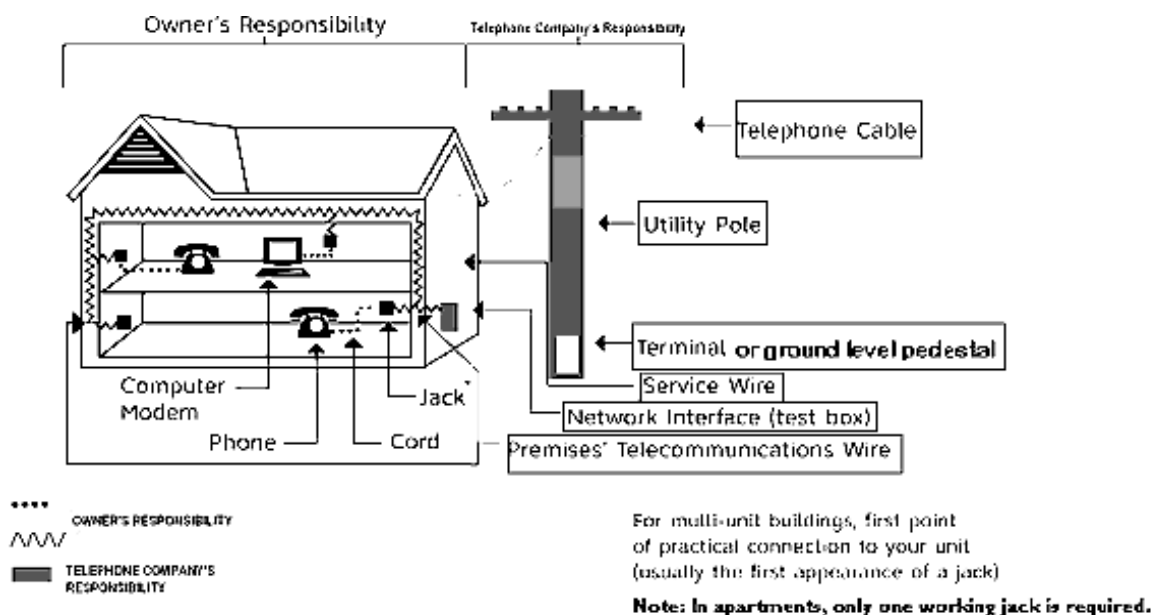 Owner's Responsibility
Telephone Company's Responsibility
Telephone Cable
Utility Pole
Terminal or ground level pedestal
Computer
Modem
Jack*
Service Wire
Network Interface (test box)
Phone
Cord
Premises' Telecommunications Wire
OWNER'S RESPONSIBILITY
TELEPHONE COMPANY'S
RESPONSIBILITY
For multi-unit buildings, first point
of practical connection to your unit
(usually the first appearance of a jack)
Note: In apartments, only one working jack is required.